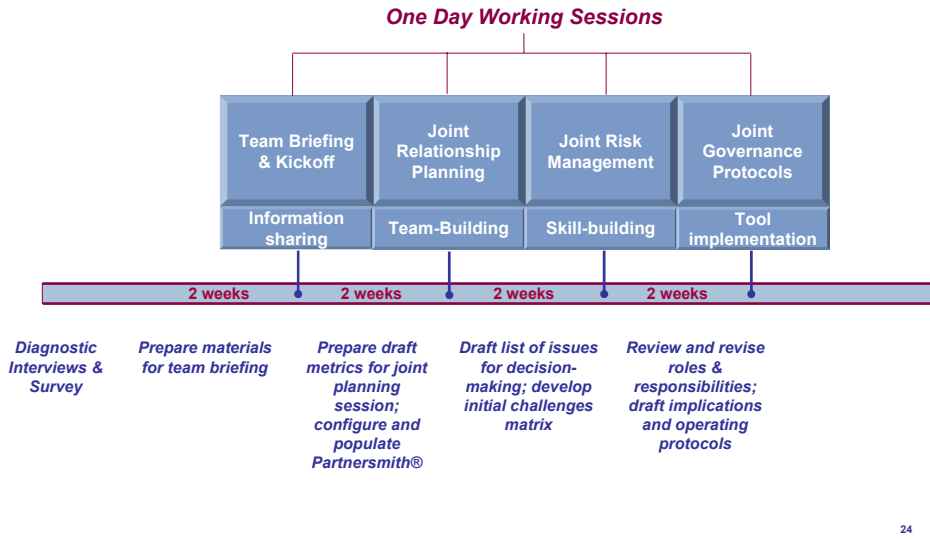 One Day Working Sessions
Team Briefing
& Kickoff
Joint
Relationship
Planning
Joint Risk
Management
Joint
Governance
Protocols
Information
sharing
Team-Building
Skill-building
Tool
implementation
2 weeks
2 weeks
2 weeks
2 weeks
Diagnostic
Interviews &
Survey
Prepare materials
for team briefing
Prepare draft
metrics for joint
planning
session;
configure and
populate
Partnersmith®
Draft list of issues
for decision-
making; develop
initial challenges
matrix
Review and revise
roles &
responsibilities;
draft implications
and operating
protocols
24